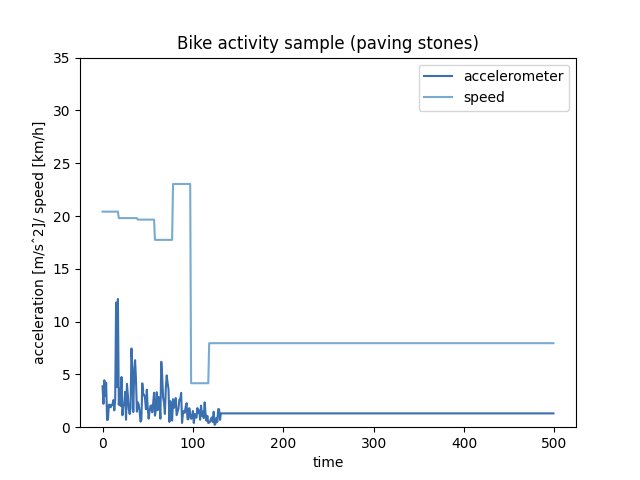 Bike activity sample (paving stones)
accelerometer
speed
acceleration [m/s^2]/ speed [km/h]
35
30
25
20
15
10
5
0
0 100 200 300 400 500
time